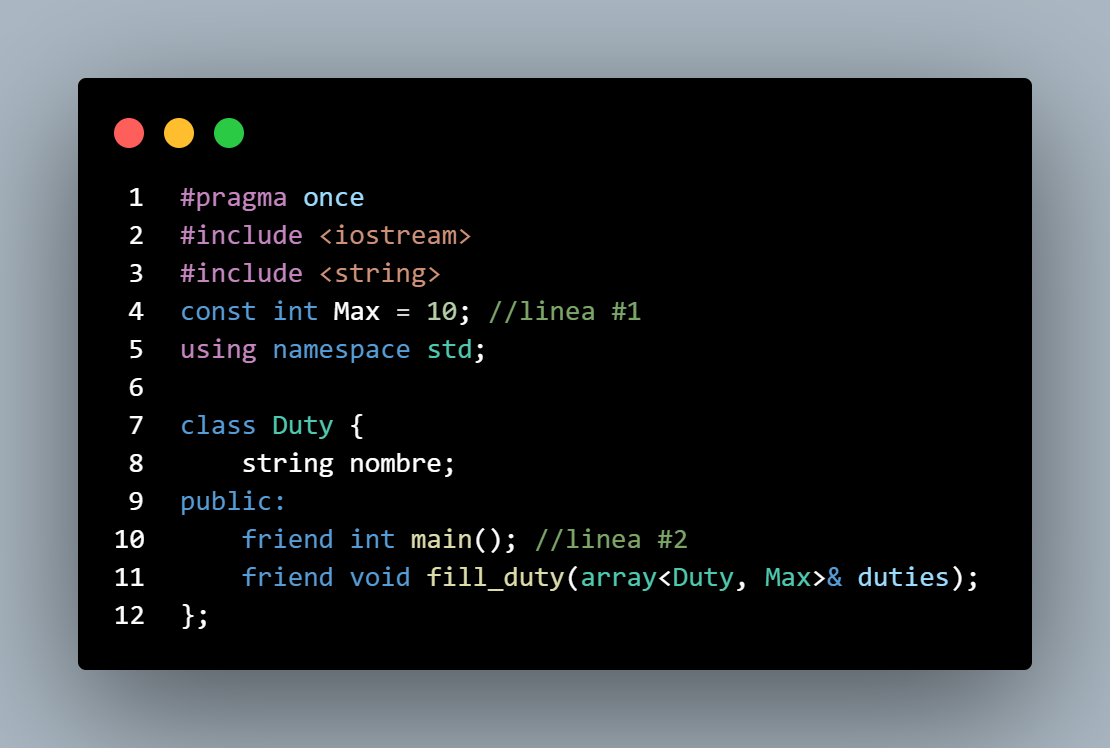 1 #pragma once
2 #include <iostream>
3 #include <string>
4 const int Max = 10; //linea #1
5 using namespace std;
6
7 class Duty {
8     string nombre;
9 public:
10     friend int main(); //linea #2
11     friend void fill_duty(array<Duty, Max>& duties);
12 };